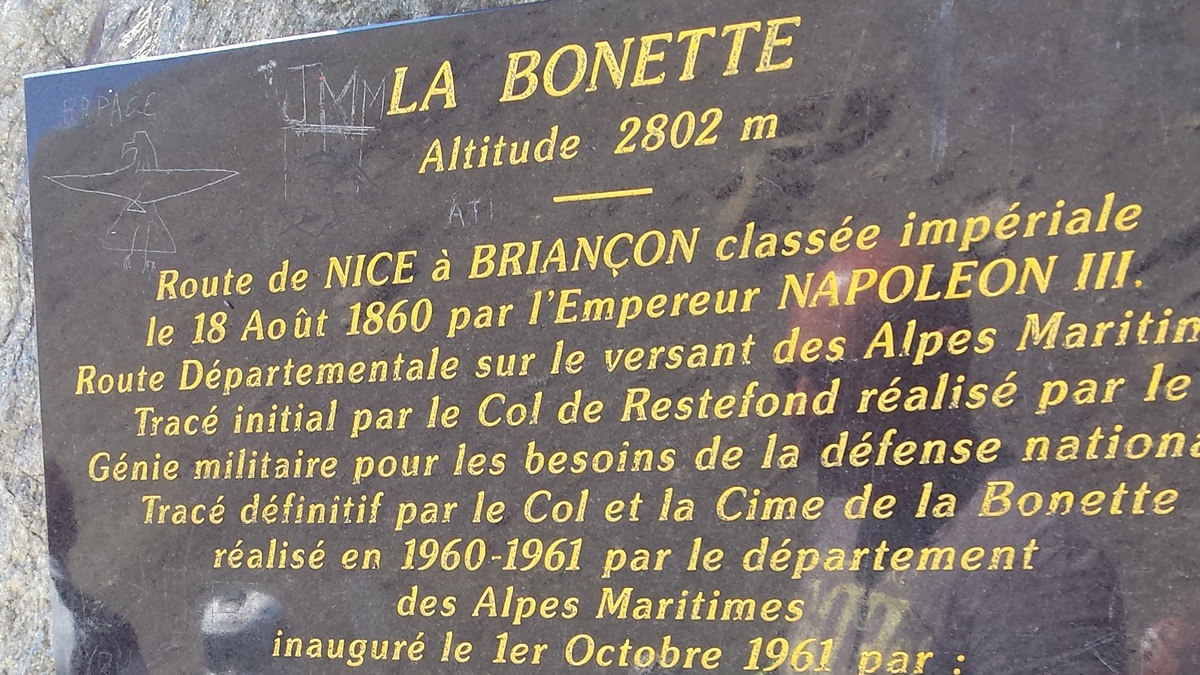 LA BONETTE
Altitude 2802 m
ATI
Route de NICE à BRIANÇON classée impériale
le 18 Août 1860 par l'Empereur NAPOLEON III.
Route Départementale sur le versant des Alpes Maritim
Tracé initial par le Col de Restefond réalisé par le
Génie militaire pour les besoins de la défense nationa
Tracé définitif par le Col et la Cime de la Bonette
réalisé en 1960-1961 par le département
des Alpes Maritimes
inauguré le 1er Octobre 1961 par :